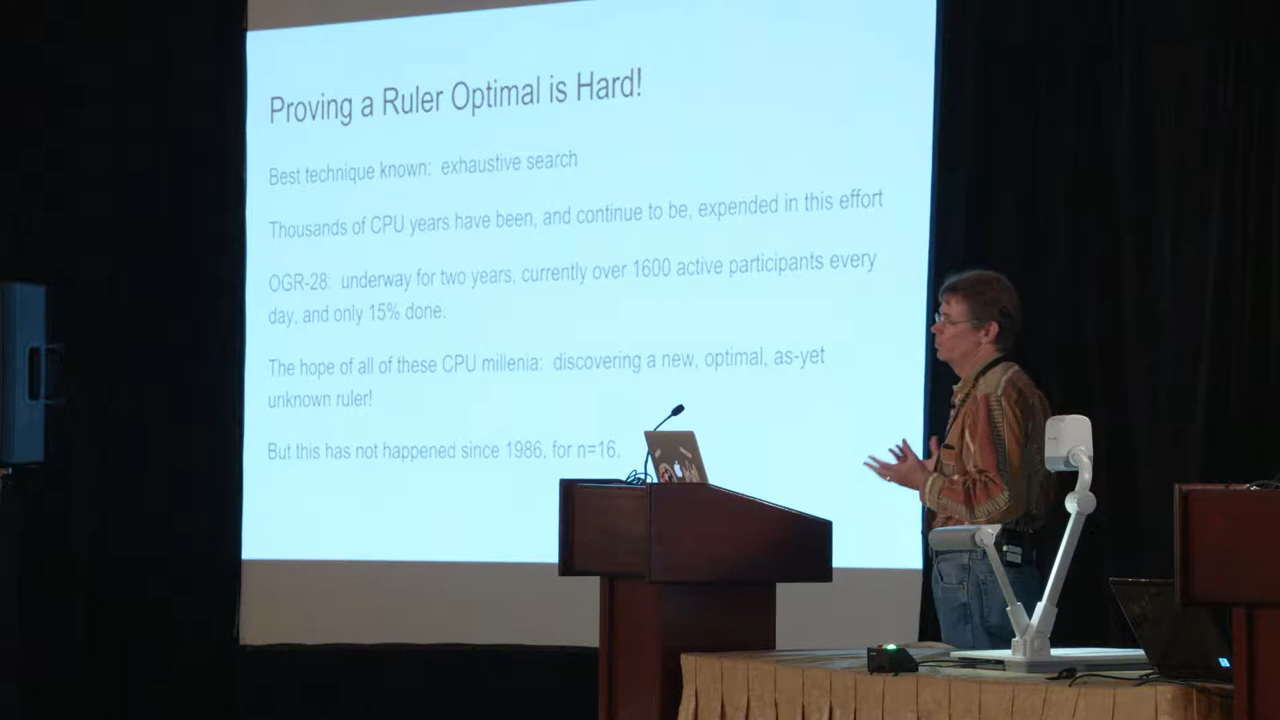 Proving a Ruler Optimal is Hard!
Best technique known: exhaustive search
Thousands of CPU years have been, and continue to be, expended in this effort
OGR-28: underway for two years, currently over 1600 active participants every
day, and only 15% done.
The hope of all of these CPU millenia: discovering a new, optimal, as-yet
unknown ruler!
But this has not happened since 1986, for n=16.